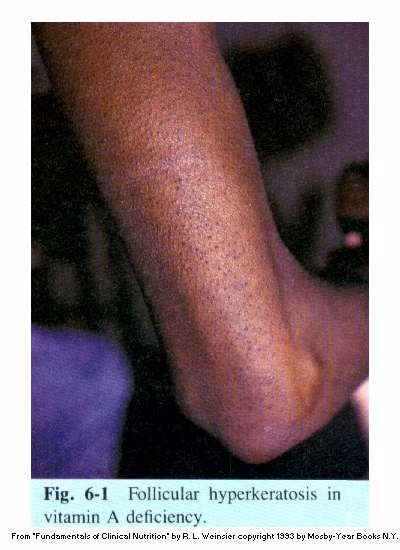 Fig. 6-1 Follicular hyperkeratosis in
vitamin A deficiency.
From "Fundamentals of Clinical Nutrition" by R. L. Weinsier copyright 1993 by Mosby-Year Books N.Y.